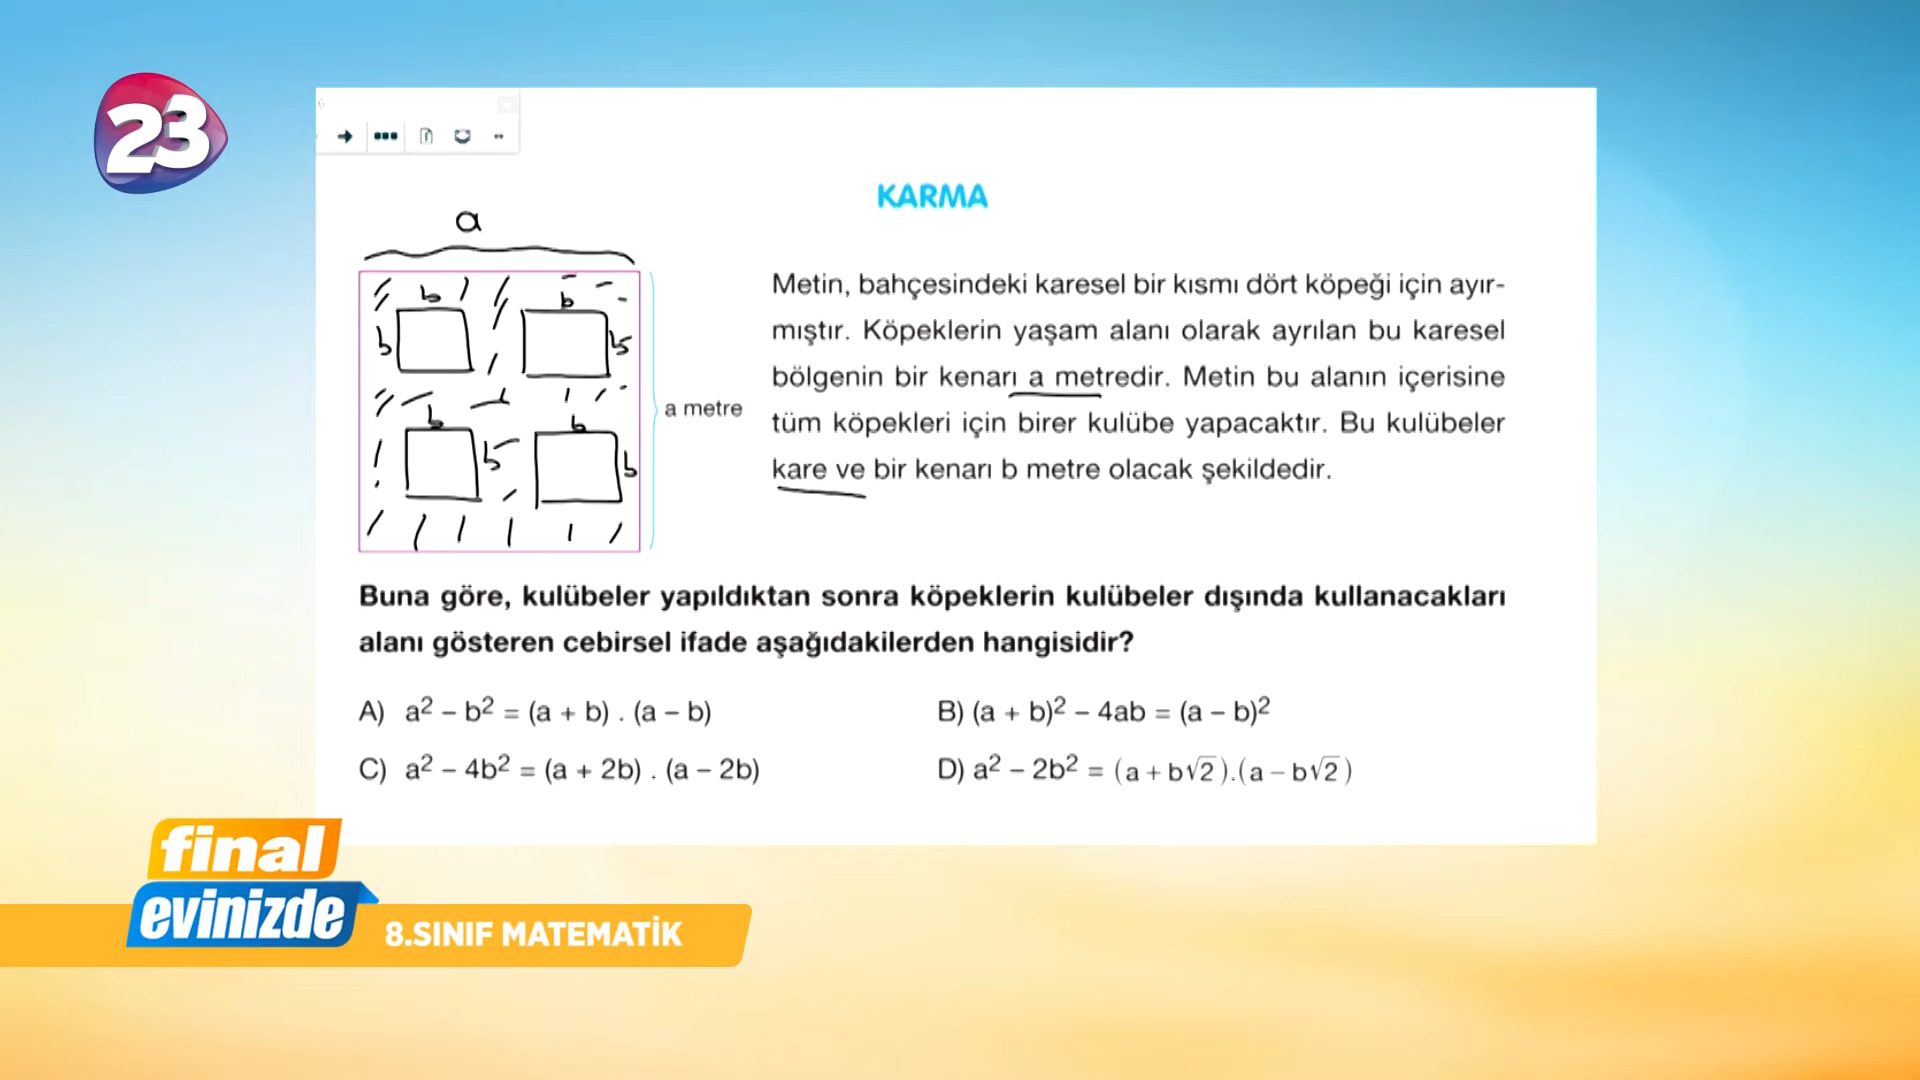 23
KARMA
a
b
b
b
b
b
b
b
b
a metre
Metin, bahçesindeki karesel bir kısmı dört köpeği için ayır-
mıştır. Köpeklerin yaşam alanı olarak ayrılan bu karesel
bölgenin bir kenarı a metredir. Metin bu alanın içerisine
tüm köpekleri için birer kulübe yapacaktır. Bu kulübeler
kare ve bir kenarı b metre olacak şekildedir.
Buna göre, kulübeler yapıldıktan sonra köpeklerin kulübeler dışında kullanacakları
alanı gösteren cebirsel ifade aşağıdakilerden hangisidir?
A) a² – b² = (a + b) . (a – b)
B) (a + b)² – 4ab = (a – b)²
C) a² – 4b² = (a + 2b) . (a – 2b)
D) a² – 2b² = (a + b√2).(a – b√2)
final
evinizde
8.SINIF MATEMATİK